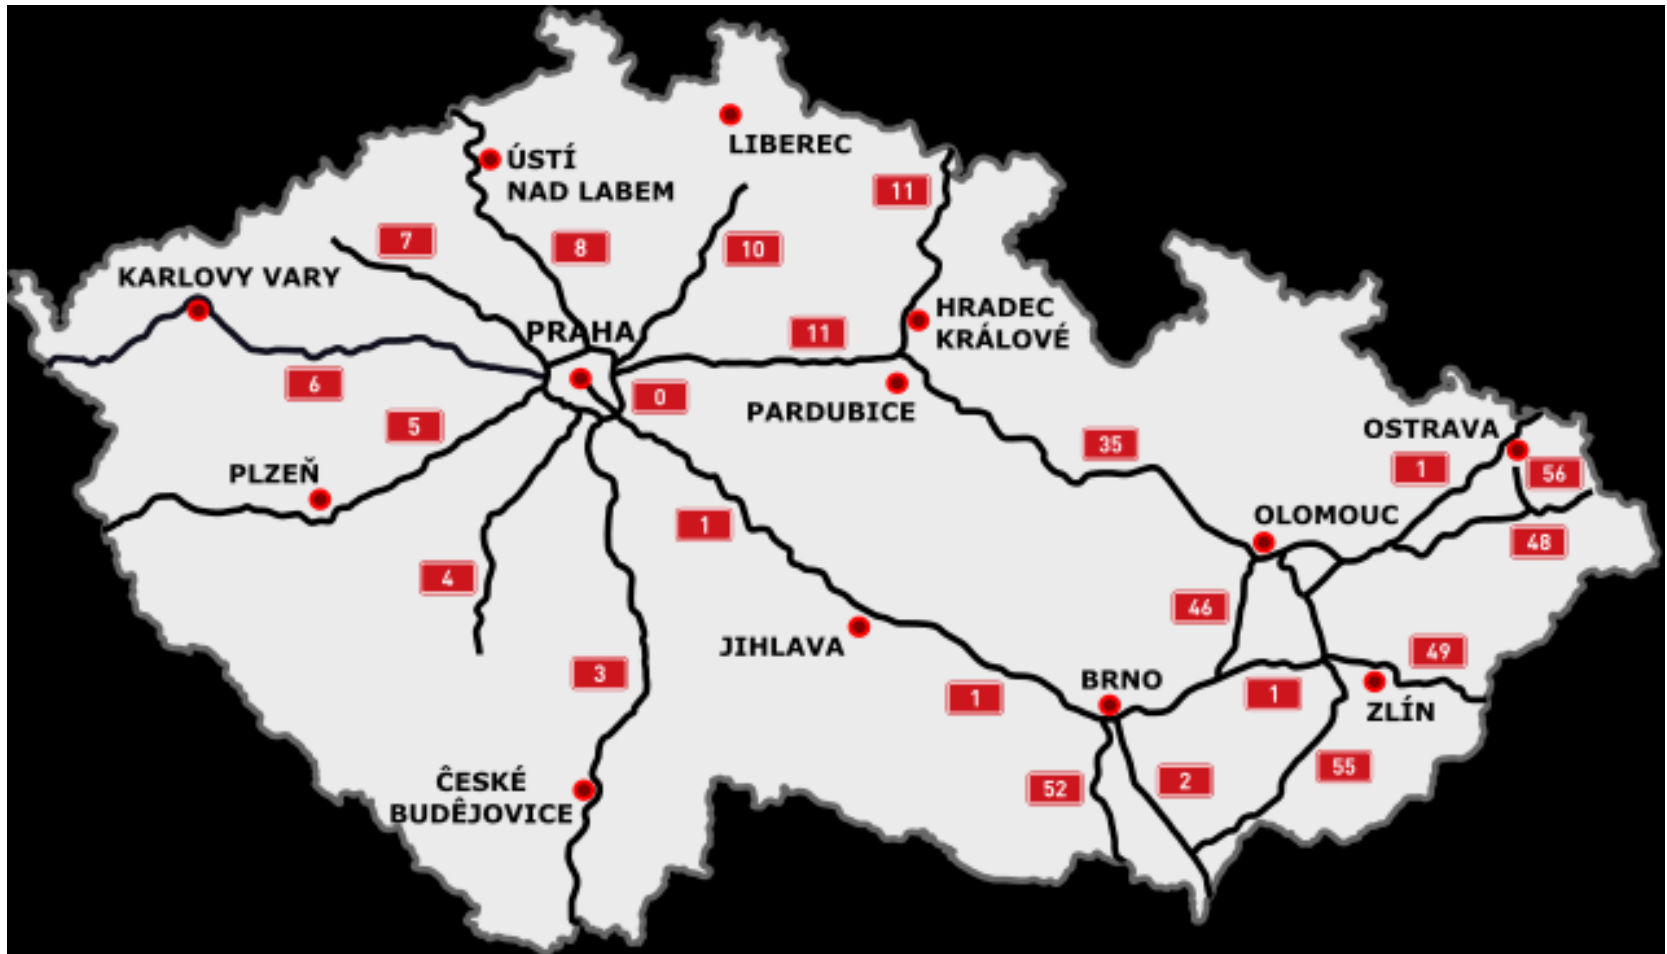 LIBEREC
ÚSTÍ
NAD LABEM
11
7
8
10
KARLOVY VARY
HRADEC
KRÁLOVÉ
PRAHA
11
6
0
PARDUBICE
5
35
OSTRAVA
1
56
PLZEŇ
1
OLOMOUC
48
4
46
JIHLAVA
49
3
BRNO
1
1
ZLÍN
55
ĈESKÉ
BUDĚJOVICE
52
2